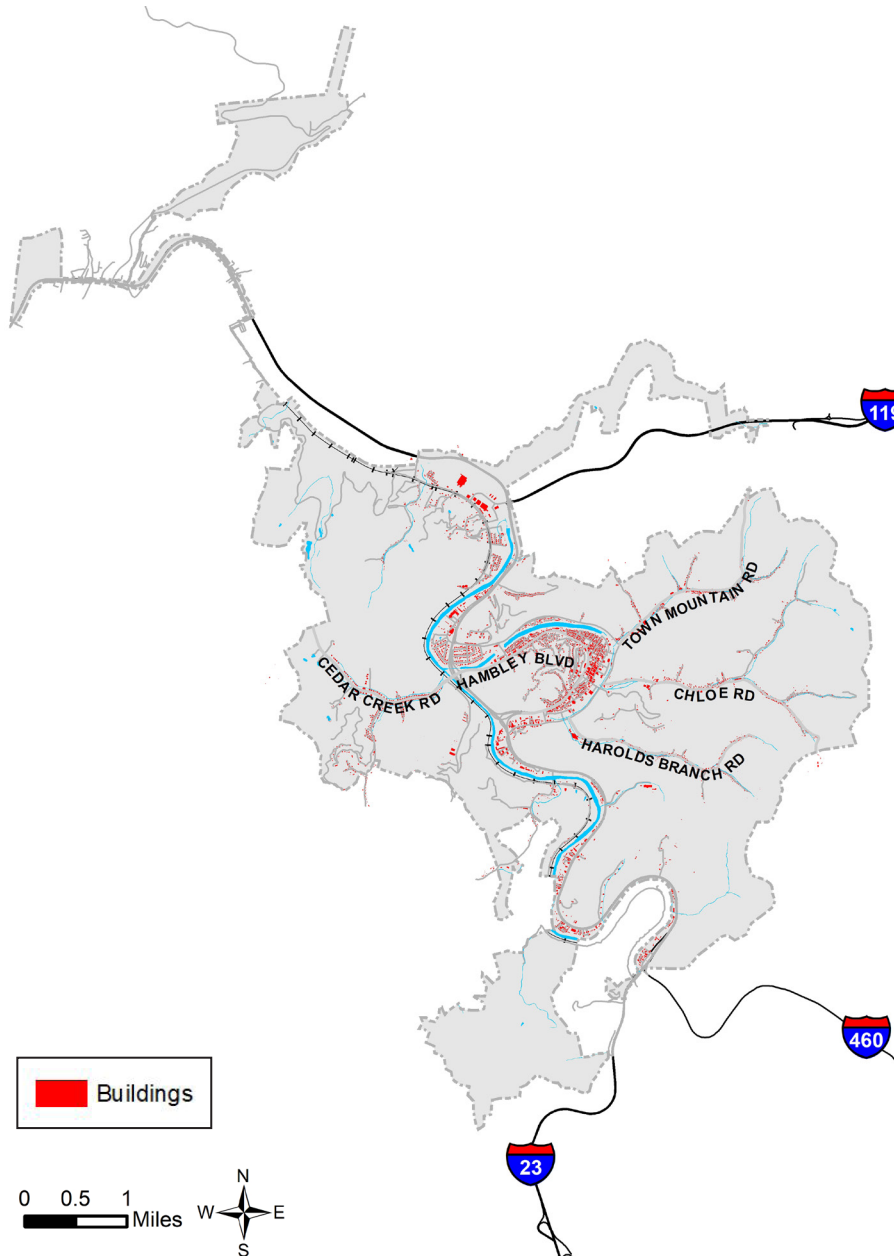 119
TOWN MOUNTAIN RD
HAMBLEY BLVD
CEDAR CREEK RD
CHLOE RD
HAROLDS BRANCH RD
460
Buildings
23
0 0.5 1
Miles
N
W E
S